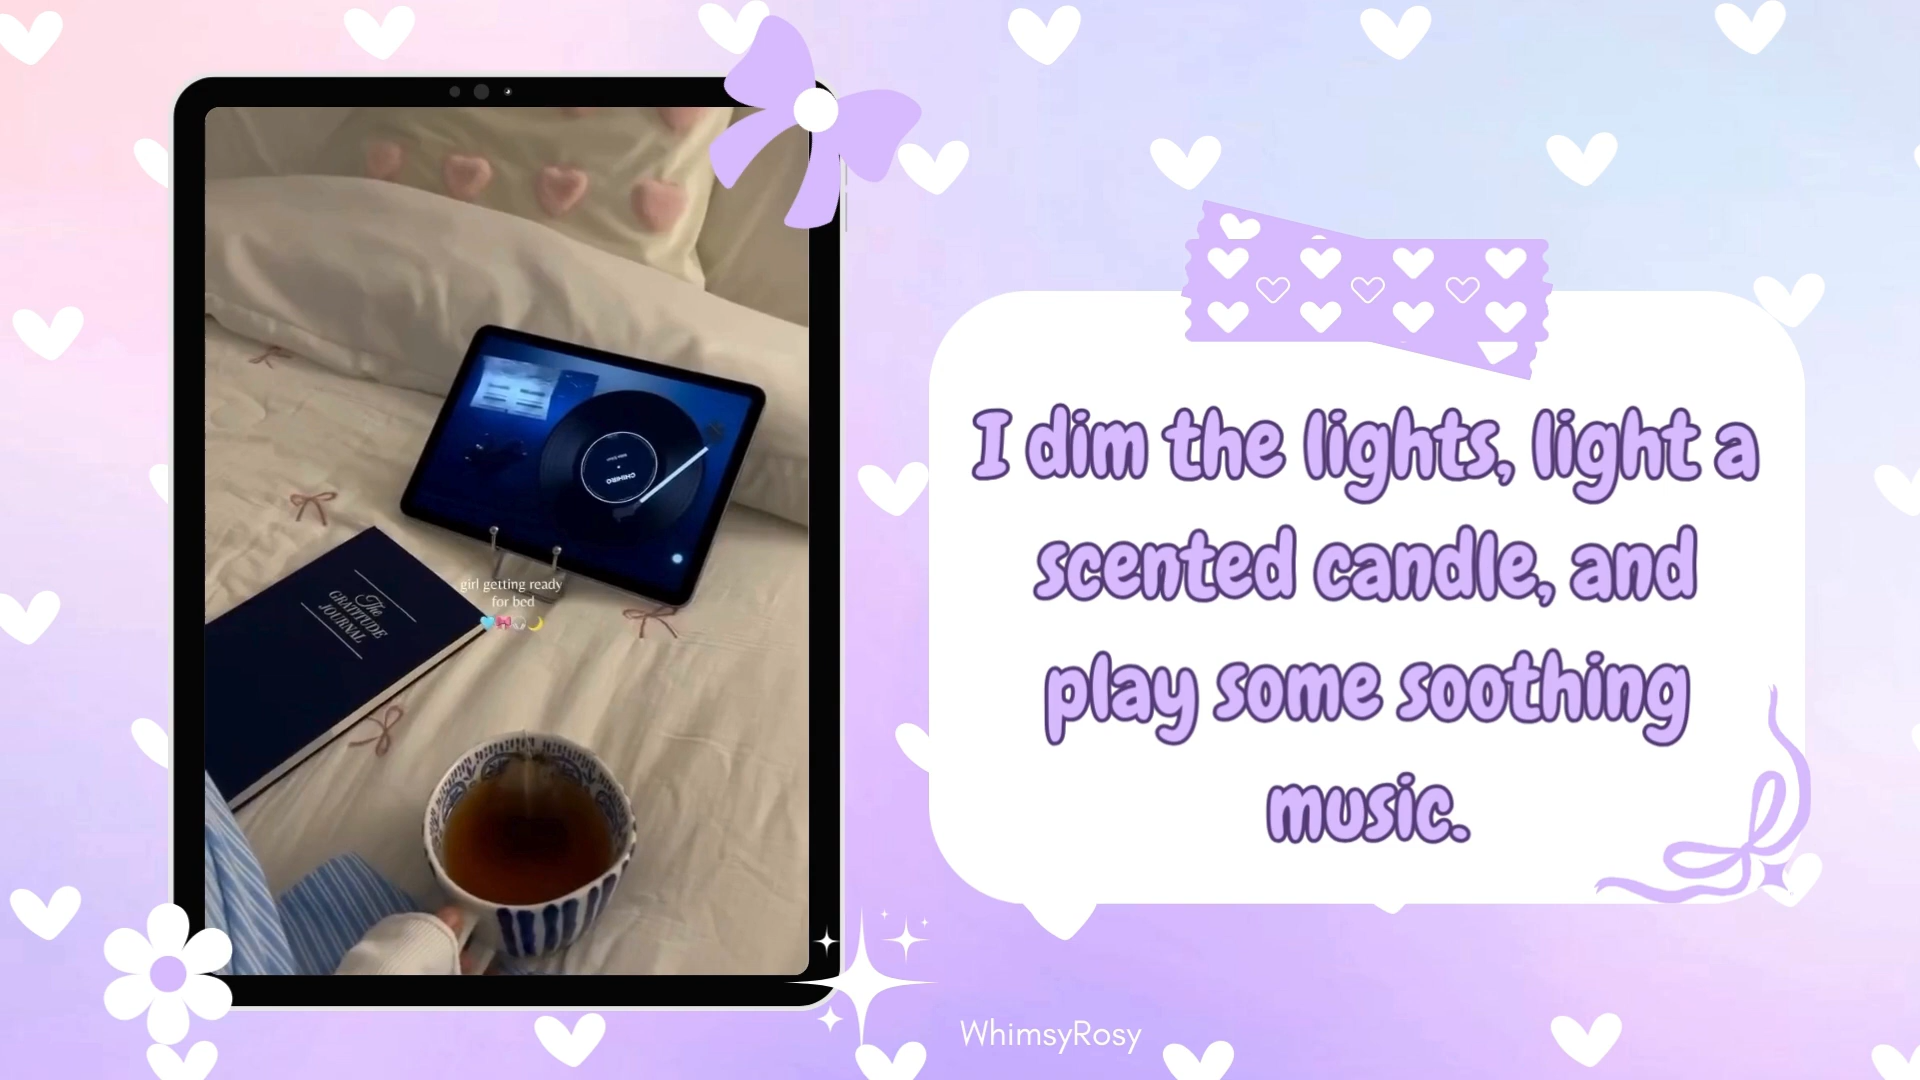 The
GRATITUDE
JOURNAL
CHIHIRO
girl getting ready
for bed
🩵🎀🐚🌙
I dim the lights, light a
scented candle, and
play some soothing
music.
WhimsyRosy